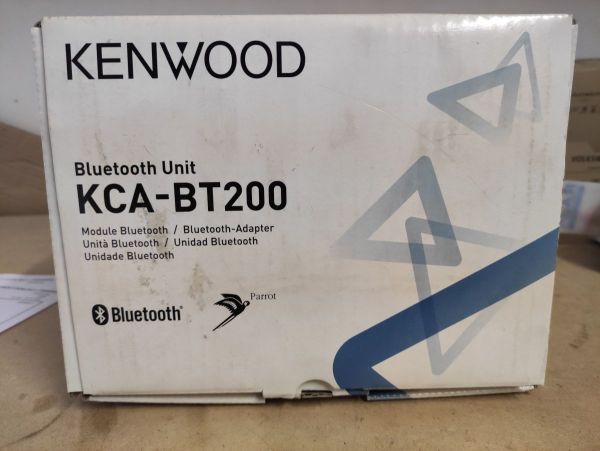 KENWOOD
Bluetooth Unit
KCA-BT200
Module Bluetooth / Bluetooth-Adapter
Unità Bluetooth / Unidad Bluetooth
Unidade Bluetooth
Bluetooth®
Parrot